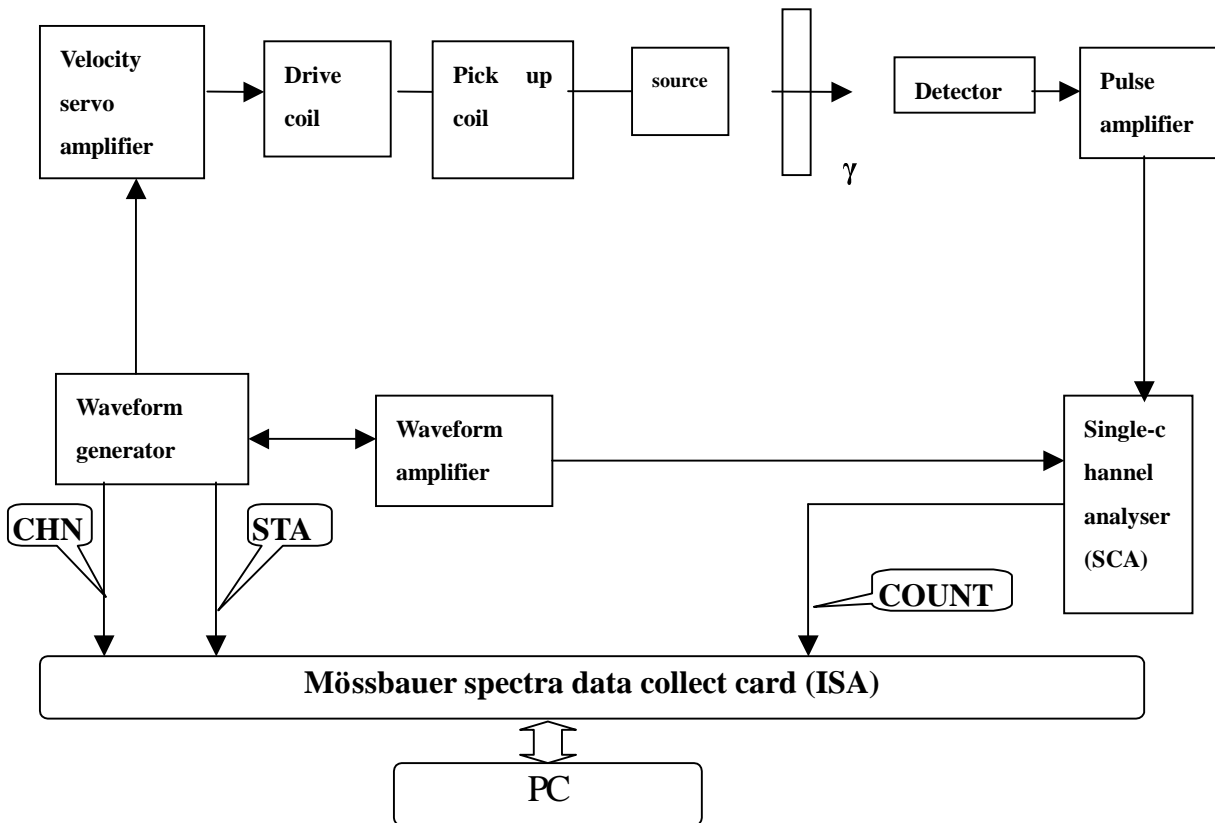 Velocity
servo
amplifier
Drive
coil
Pick up
coil
source
γ
Detector
Pulse
amplifier
Waveform
generator
Waveform
amplifier
Single-c
hannel
analyser
(SCA)
CHN
STA
COUNT
Mössbauer spectra data collect card (ISA)
PC